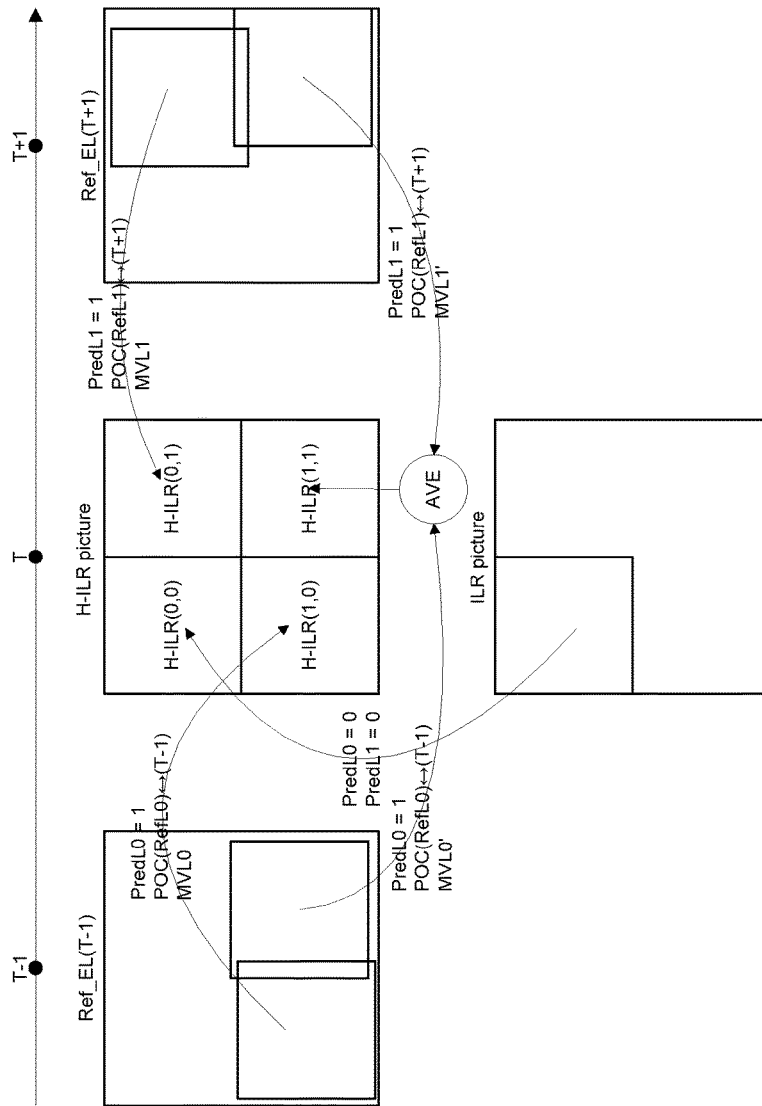 T-1
T
T+1
Ref_EL(T-1)
H-ILR picture
Ref_EL(T+1)
PredL0 = 1
POC(RefL0)↔(T-1)
MVL0
H-ILR(0,0)
H-ILR(0,1)
H-ILR(1,0)
H-ILR(1,1)
PredL1 = 1
POC(RefL1)↔(T+1)
MVL1
PredL0 = 0
PredL1 = 0
PredL0 = 1
POC(RefL0)↔(T-1)
MVL0'
AVE
PredL1 = 1
POC(RefL1)↔(T+1)
MVL1'
ILR picture